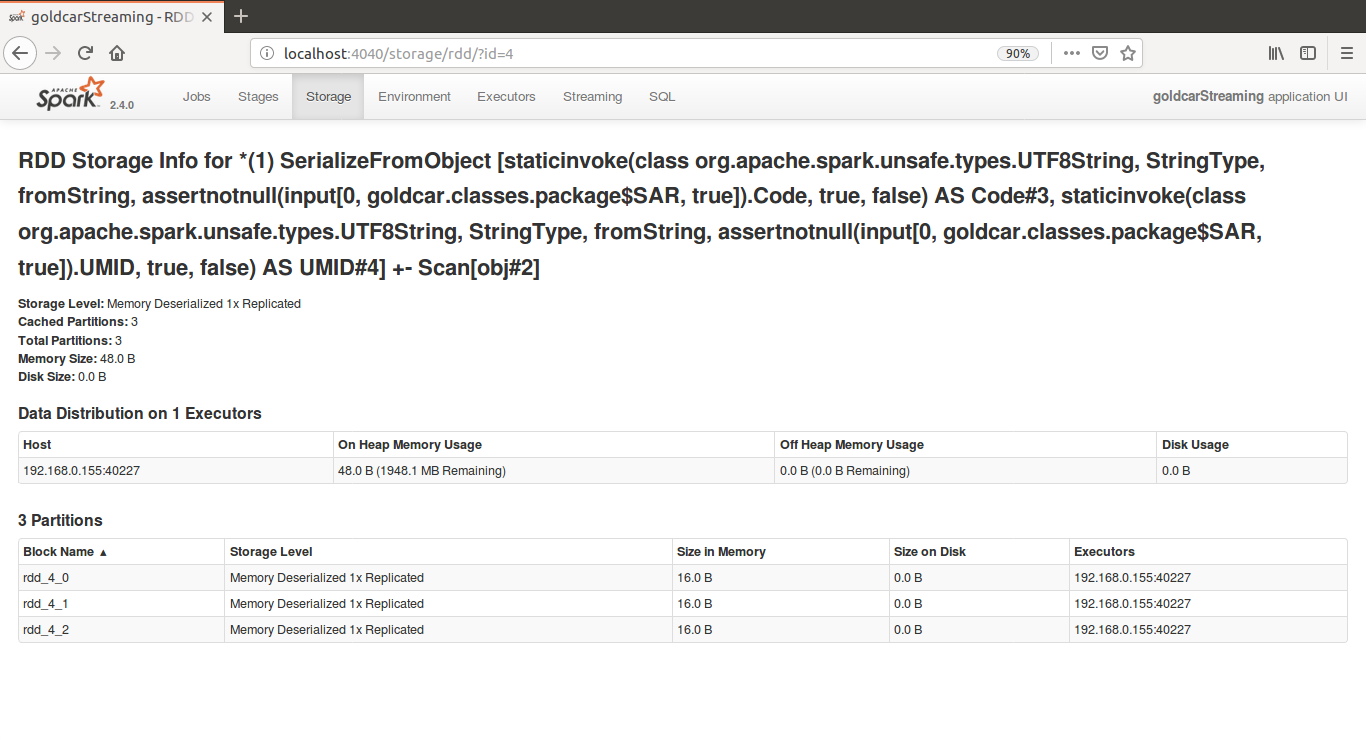 goldcarStreaming - RDD
localhost:4040/storage/rdd/?id=4
90%
APACHE
Spark 2.4.0
Jobs
Stages
Storage
Environment
Executors
Streaming
SQL
goldcarStreaming application UI
RDD Storage Info for *(1) SerializeFromObject [staticinvoke(class org.apache.spark.unsafe.types.UTF8String, StringType,
fromString, assertnotnull(input[0, goldcar.classes.package$SAR, true]).Code, true, false) AS Code#3, staticinvoke(class
org.apache.spark.unsafe.types.UTF8String, StringType, fromString, assertnotnull(input[0, goldcar.classes.package$SAR,
true]).UMID, true, false) AS UMID#4] +- Scan[obj#2]
Storage Level: Memory Deserialized 1x Replicated
Cached Partitions: 3
Total Partitions: 3
Memory Size: 48.0 B
Disk Size: 0.0 B
Data Distribution on 1 Executors
Host On Heap Memory Usage Off Heap Memory Usage Disk Usage
192.168.0.155:40227 48.0 B (1948.1 MB Remaining) 0.0 B (0.0 B Remaining) 0.0 B
3 Partitions
Block Name ▲ Storage Level Size in Memory Size on Disk Executors
rdd_4_0 Memory Deserialized 1x Replicated 16.0 B 0.0 B 192.168.0.155:40227
rdd_4_1 Memory Deserialized 1x Replicated 16.0 B 0.0 B 192.168.0.155:40227
rdd_4_2 Memory Deserialized 1x Replicated 16.0 B 0.0 B 192.168.0.155:40227